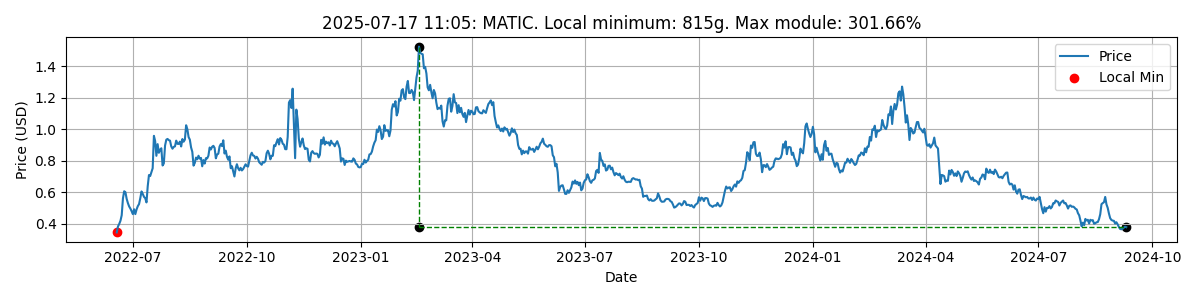 2025-07-17 11:05: MATIC. Local minimum: 815g. Max module: 301.66%
Price (USD)
1.4
1.2
1.0
0.8
0.6
0.4
Price
Local Min
2022-07 2022-10 2023-01 2023-04 2023-07 2023-10 2024-01 2024-04 2024-07 2024-10
Date